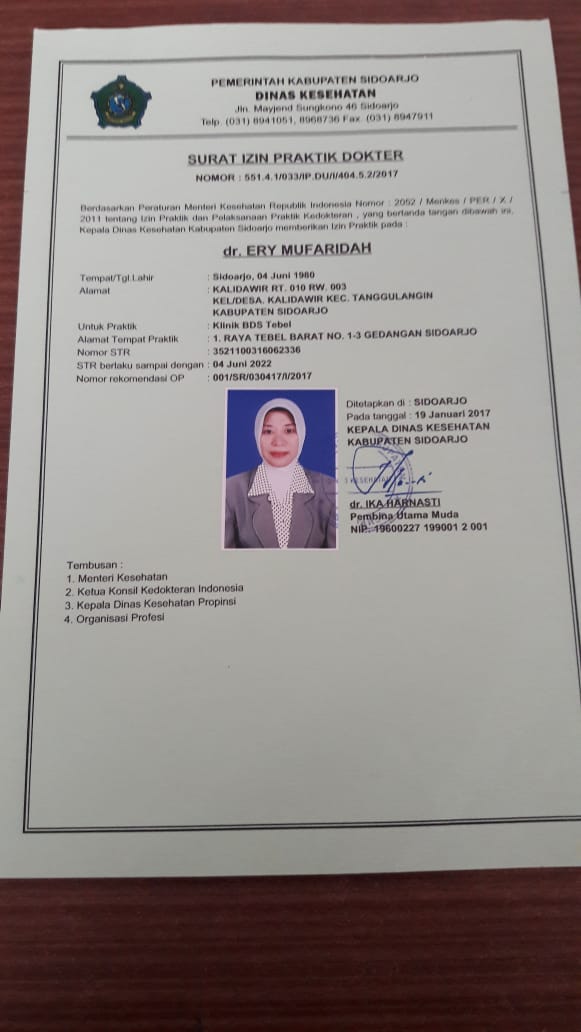 PEMERINTAH KABUPATEN SIDOARJO
DINAS KESEHATAN
Jln. Mayjend Sungkono 46 Sidoarjo
Telp. (031) 8941051, 8968736 Fax. (031) 8947911
SURAT IZIN PRAKTIK DOKTER
NOMOR : 551.4.1/033/IP.DU/I/404.5.2/2017
Berdasarkan Peraturan Menteri Kesehatan Republik Indonesia Nomor : 2052 / Menkes / PER / X /
2011 tentang Izin Praktik dan Pelaksanaan Praktik Kedokteran , yang bertanda tangan dibawah ini,
Kepala Dinas Kesehatan Kabupaten Sidoarjo memberikan Izin Praktik pada :
dr. ERY MUFARIDAH
Tempat/Tgl.Lahir : Sidoarjo, 04 Juni 1980
Alamat : KALIDAWIR RT. 010 RW. 003
KEL/DESA. KALIDAWIR KEC. TANGGULANGIN
KABUPATEN SIDOARJO
Untuk Praktik : Klinik BDS Tebel
Alamat Tempat Praktik : 1. RAYA TEBEL BARAT NO. 1-3 GEDANGAN SIDOARJO
Nomor STR : 3521100316062336
STR berlaku sampai dengan : 04 Juni 2022
Nomor rekomendasi OP : 001/SR/030417/I/2017
Ditetapkan di : SIDOARJO
Pada tanggal : 19 Januari 2017
KEPALA DINAS KESEHATAN
KABUPATEN SIDOARJO
dr. IKA HARNASTI
Pembina Utama Muda
NIP. 19600227 199001 2 001
Tembusan :
1. Menteri Kesehatan
2. Ketua Konsil Kedokteran Indonesia
3. Kepala Dinas Kesehatan Propinsi
4. Organisasi Profesi